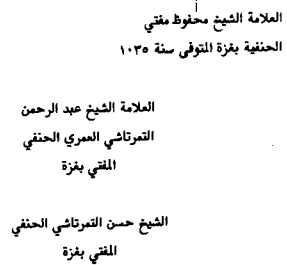 العلامة الشيخ محفوظ مفتي
الحنفية بغزة المتوفى سنة ١٠٣٥
العلامة الشيخ عبد الرحمن
التمرتاشي العمري الحنفي
المفتي بغزة
الشيخ حسن التمرتاشي الحنفي
المفتي بغزة